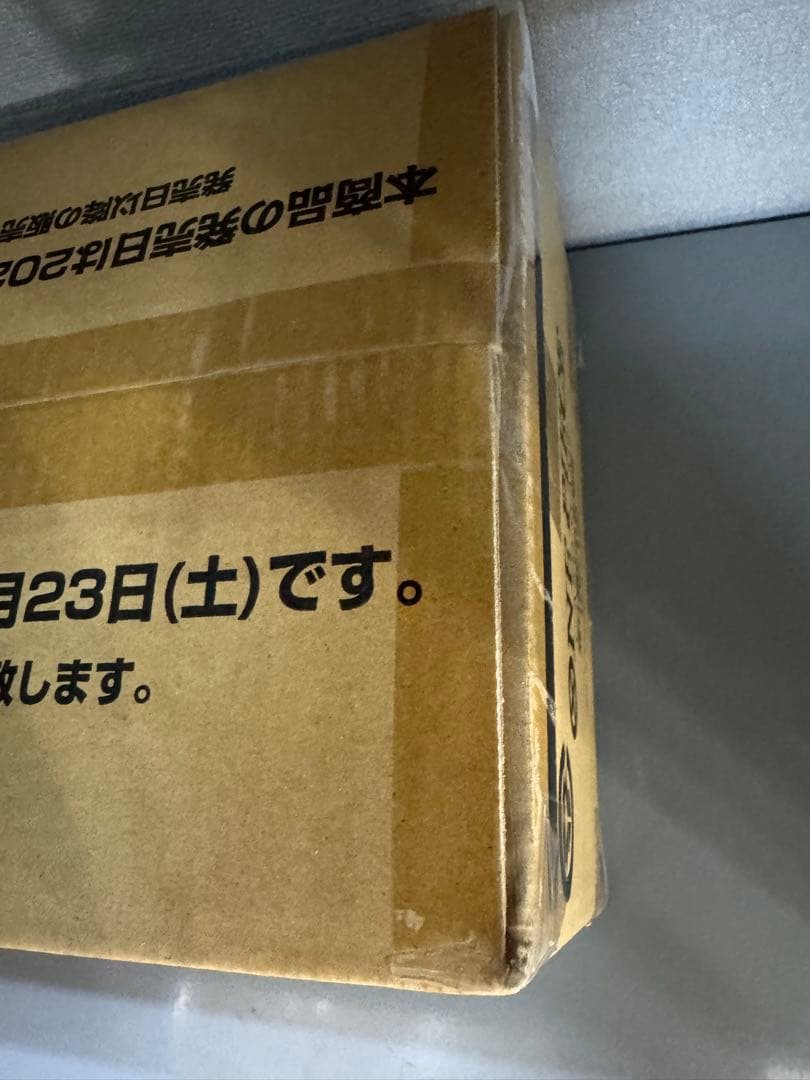 本商品の発売日は202
発売日以降の販売
月23日(土)です。
致します。